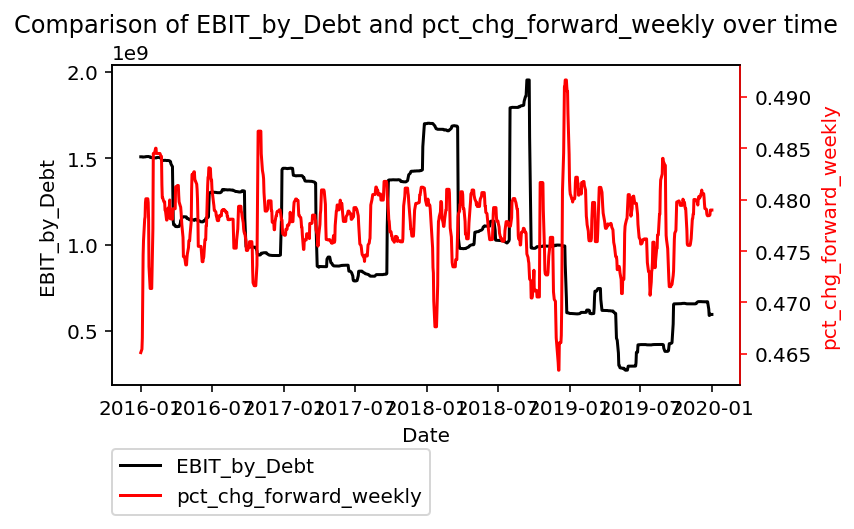 Comparison of EBIT_by_Debt and pct_chg_forward_weekly over time
1e9
2.0
1.5
1.0
0.5
EBIT_by_Debt
0.490
0.485
0.480
0.475
0.470
0.465
pct_chg_forward_weekly
2016-01 2016-07 2017-01 2017-07 2018-01 2018-07 2019-01 2019-07 2020-01
Date
EBIT_by_Debt
pct_chg_forward_weekly